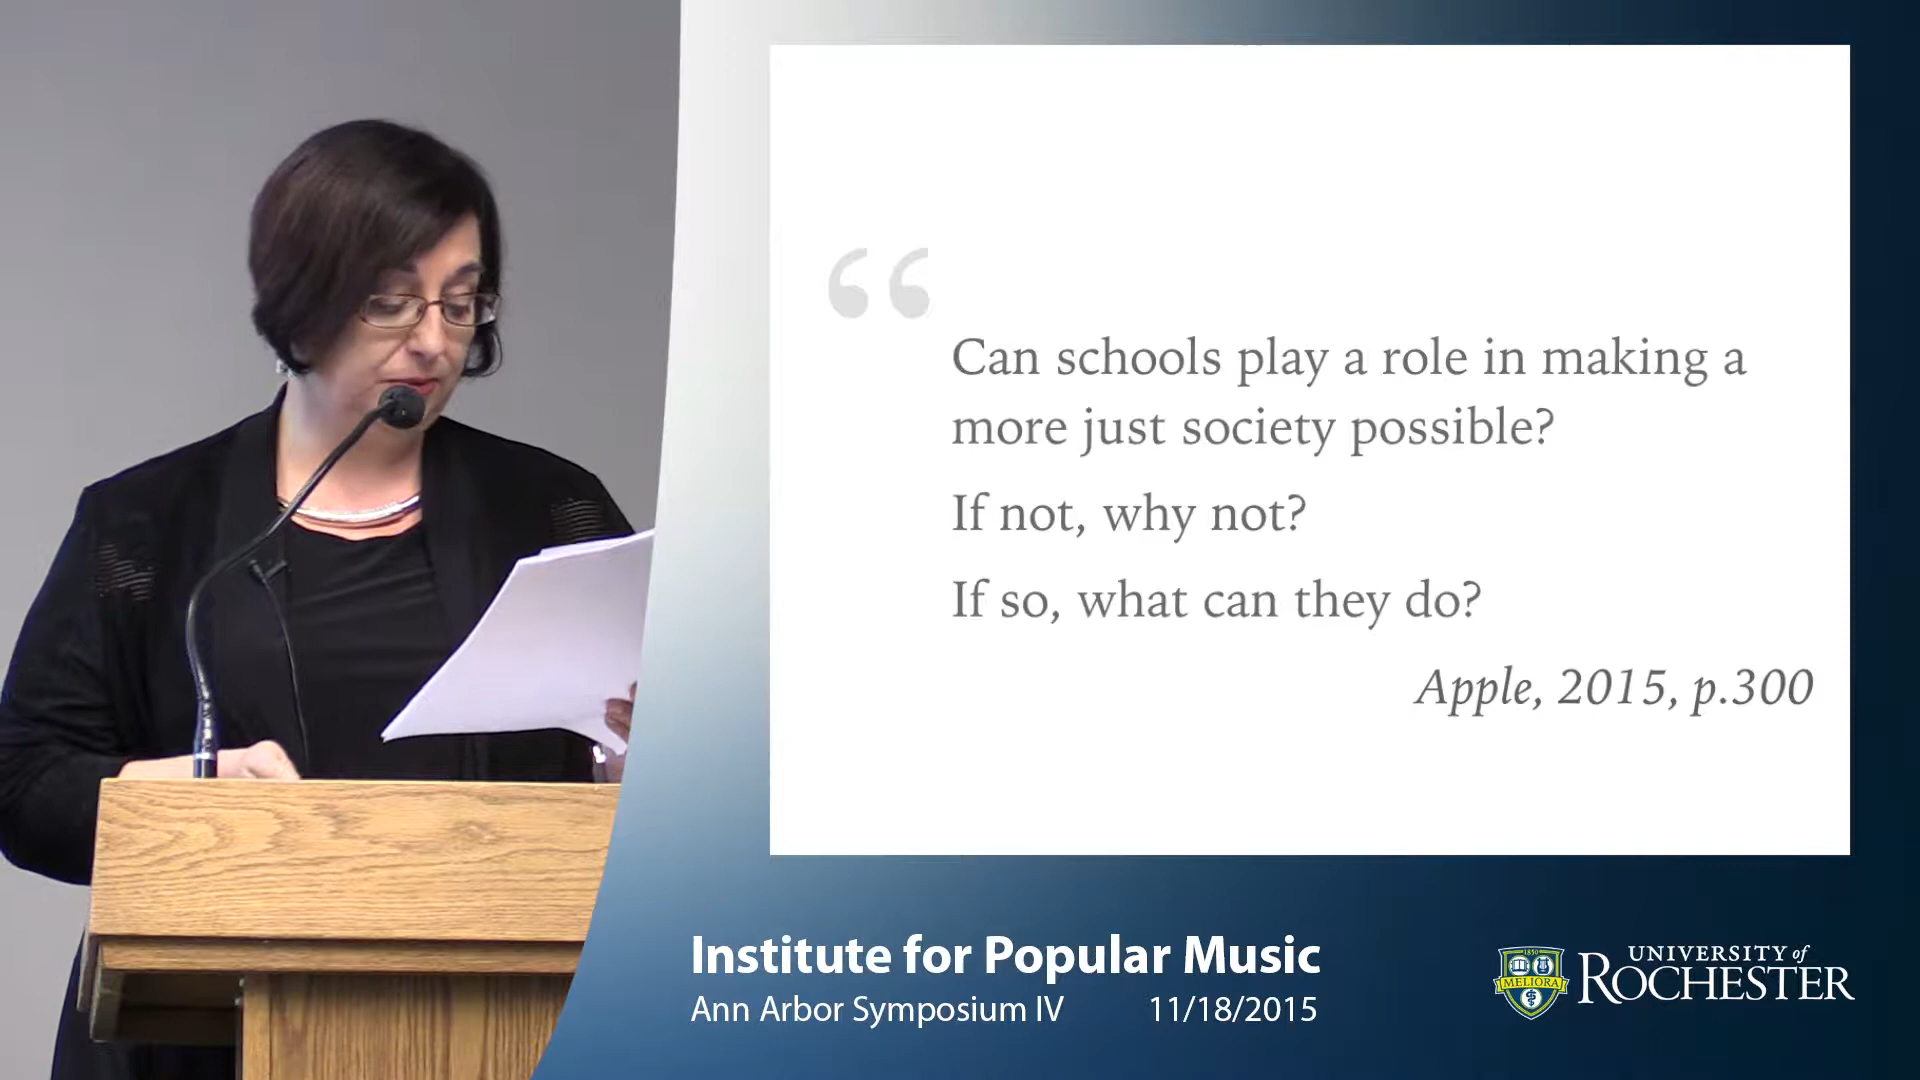 “
Can schools play a role in making a
more just society possible?
If not, why not?
If so, what can they do?
Apple, 2015, p.300
Institute for Popular Music
Ann Arbor Symposium IV 11/18/2015
1850
MELIORA
UNIVERSITY of
ROCHESTER